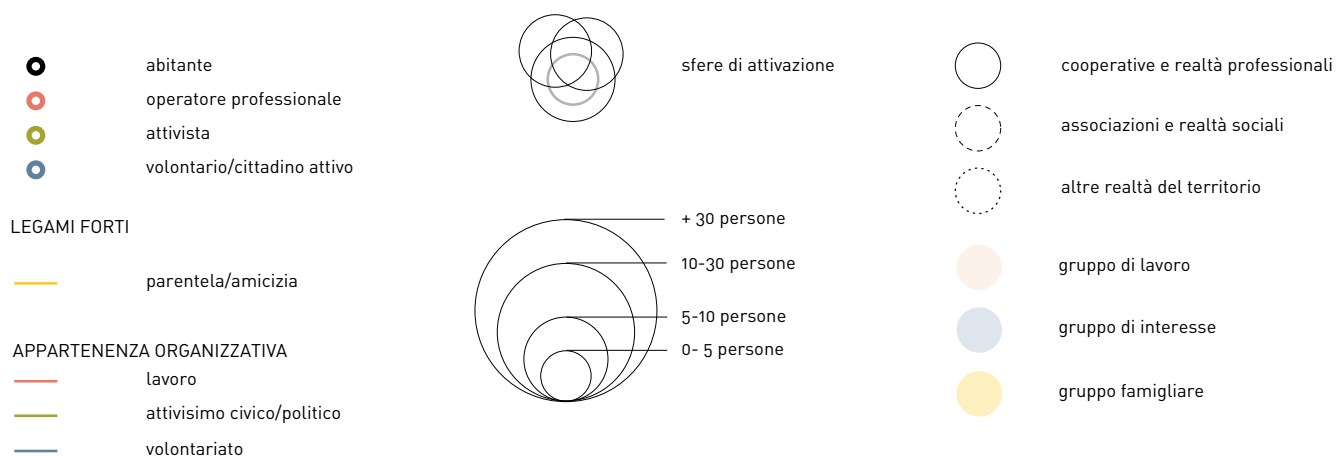 abitante
operatore professionale
attivista
volontario/cittadino attivo
LEGAMI FORTI
parentela/amicizia
APPARTENENZA ORGANIZZATIVA
lavoro
attivisimo civico/politico
volontariato
sfere di attivazione
+ 30 persone
10-30 persone
5-10 persone
0- 5 persone
cooperative e realtà professionali
associazioni e realtà sociali
altre realtà del territorio
gruppo di lavoro
gruppo di interesse
gruppo famigliare